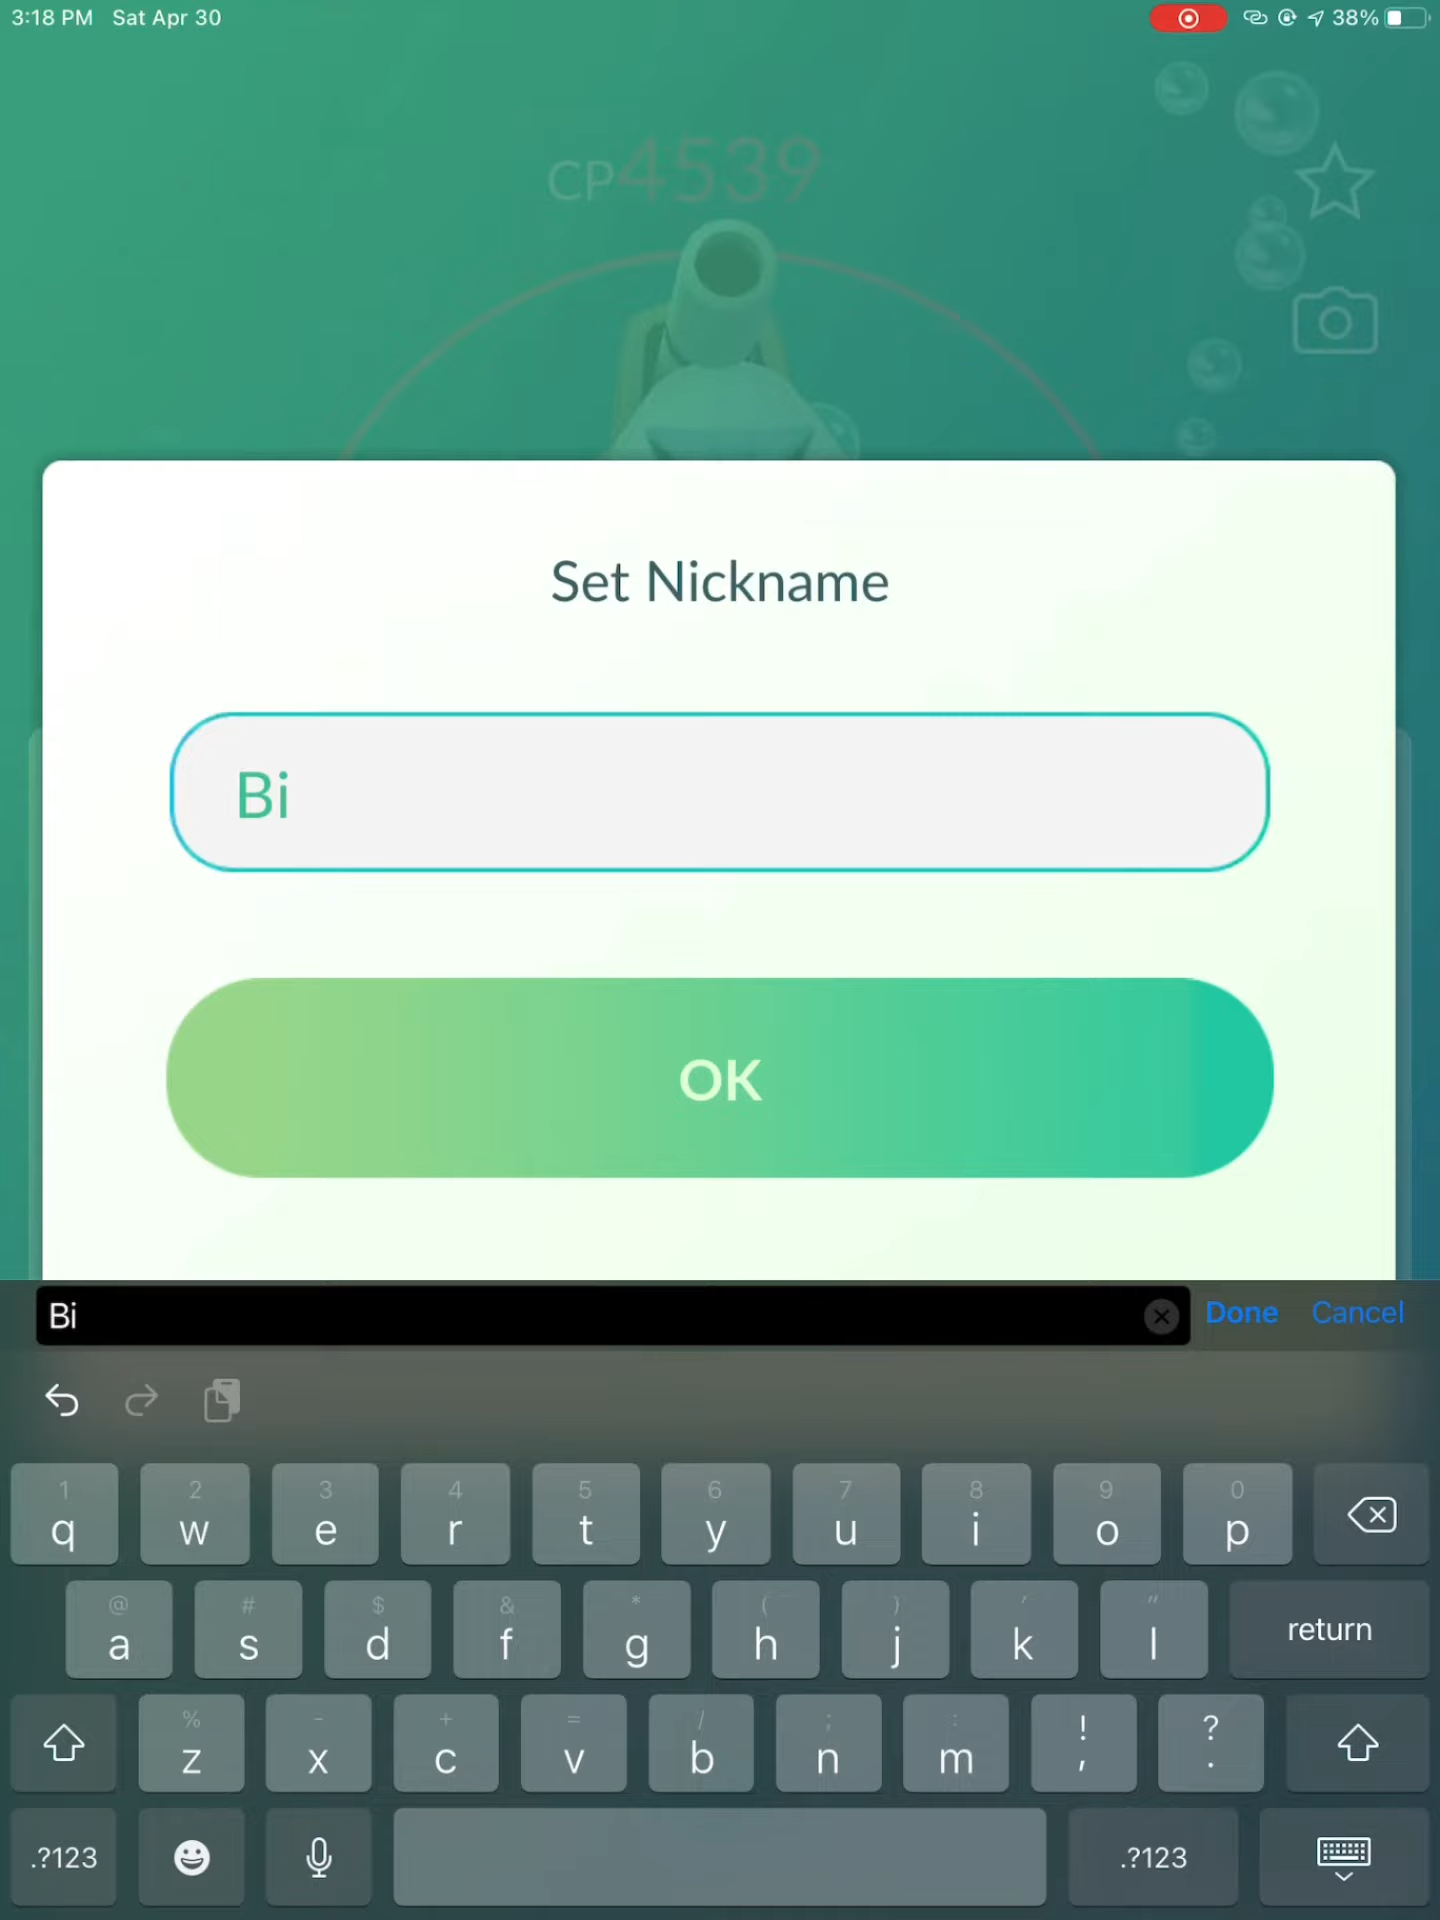 3:18 PM Sat Apr 30 38%
CP4539
Set Nickname
Bi
OK
Bi Done Cancel
1 2 3 4 5 6 7 8 9 0
q w e r t y u i o p
@ # $ & * ( ) ' "
a s d f g h j k l return
% - + = / ; : ! ?
z x c v b n m , .
.?123 .?123